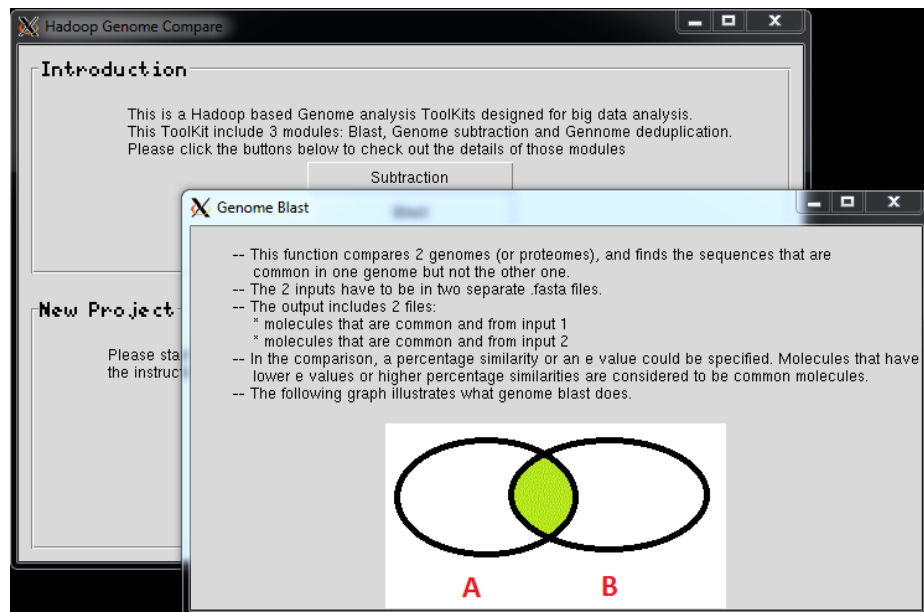 Hadoop Genome Compare
Introduction
This is a Hadoop based Genome analysis ToolKits designed for big data analysis.
This ToolKit include 3 modules: Blast, Genome subtraction and Gennome deduplication.
Please click the buttons below to check out the details of those modules
Subtraction
Blast
New Project
Please sta
the instruct
Genome Blast
-- This function compares 2 genomes (or proteomes), and finds the sequences that are
common in one genome but not the other one.
-- The 2 inputs have to be in two separate .fasta files.
-- The output includes 2 files:
* molecules that are common and from input 1
* molecules that are common and from input 2
-- In the comparison, a percentage similarity or an e value could be specified. Molecules that have
lower e values or higher percentage similarities are considered to be common molecules.
-- The following graph illustrates what genome blast does.
A B